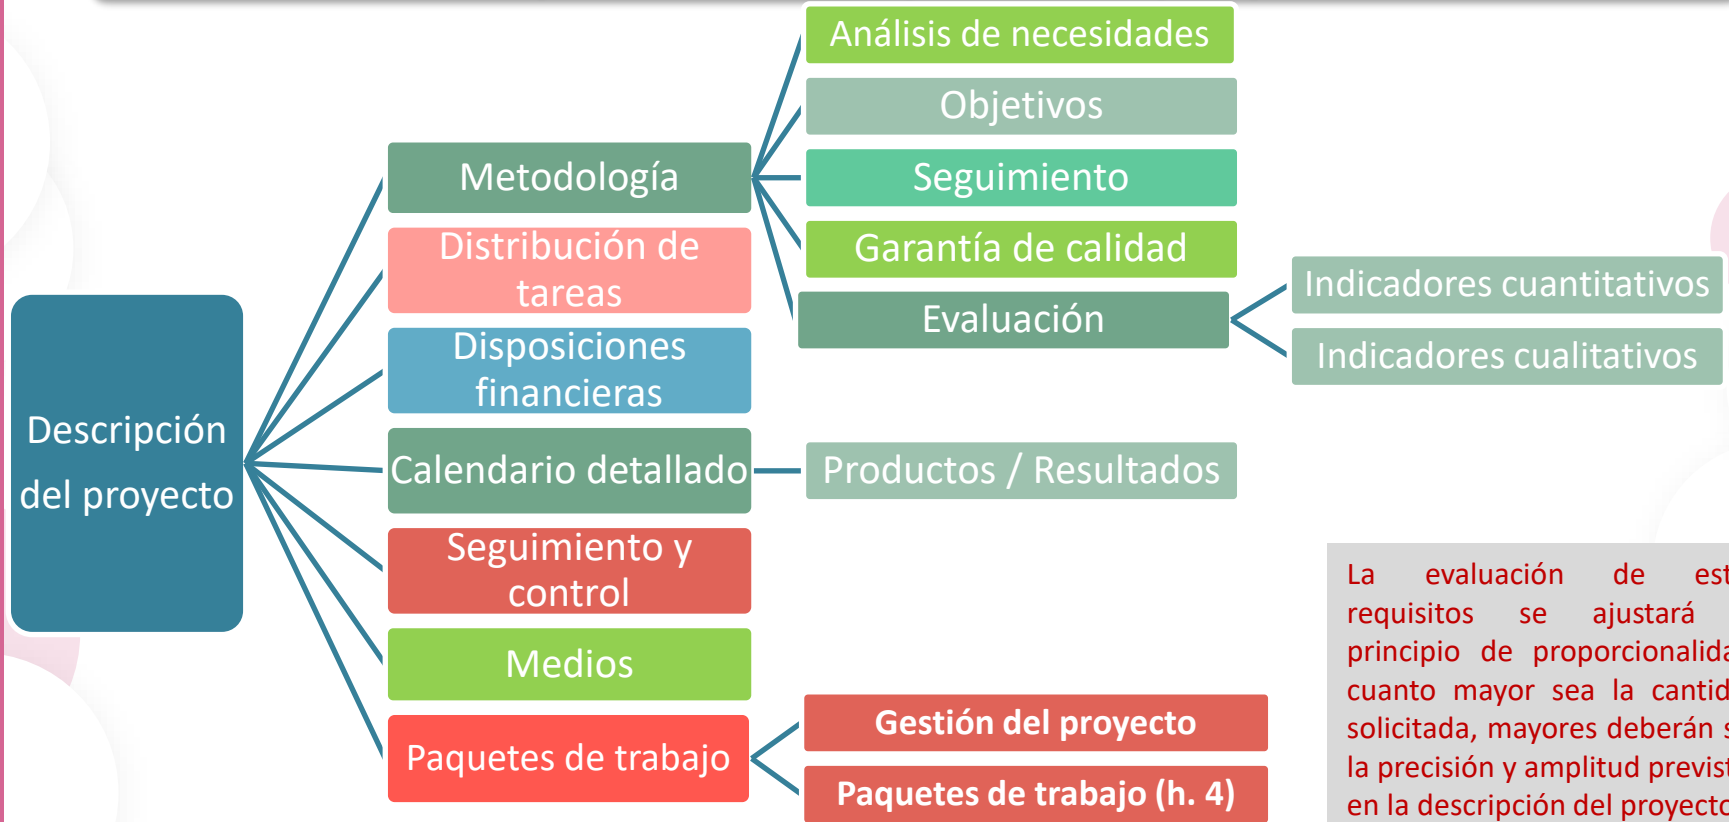 Análisis de necesidades
Objetivos
Metodología
Seguimiento
Distribución de
tareas
Garantía de calidad
Indicadores cuantitativos
Evaluación
Disposiciones
financieras
Indicadores cualitativos
Descripción
del proyecto
Calendario detallado
Productos / Resultados
Seguimiento y
control
Medios
Paquetes de trabajo
Gestión del proyecto
Paquetes de trabajo (h. 4)
La evaluación de
requisitos se ajustará
principio de
cuanto mayor sea la
solicitada, mayores deberán
la precisión y amplitud
en la descripción del proyecto